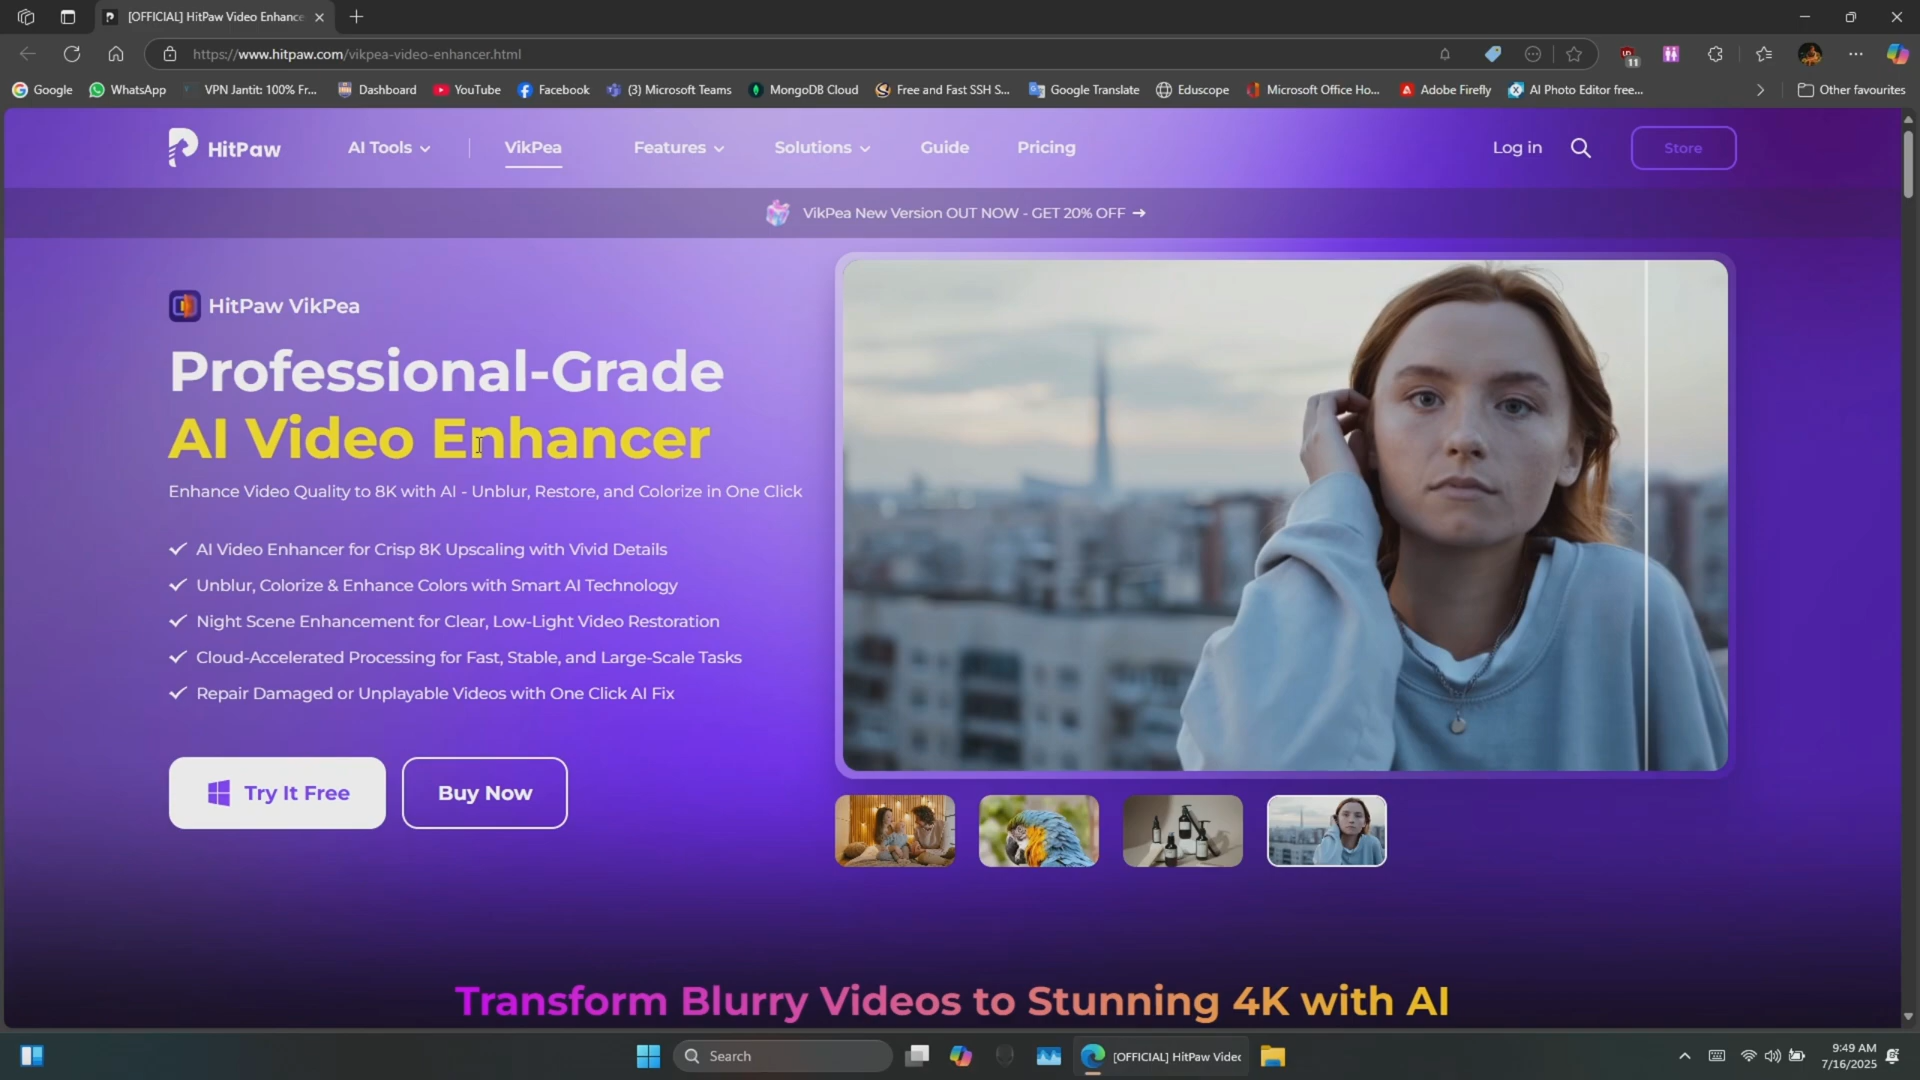 [OFFICIAL] HitPaw Video Enhance
https://www.hitpaw.com/vikpea-video-enhancer.html
11
Google
WhatsApp
VPN Jantit: 100% Fr...
Dashboard
YouTube
Facebook
(3) Microsoft Teams
MongoDB Cloud
Free and Fast SSH S...
Google Translate
Eduscope
Microsoft Office Ho...
Adobe Firefly
AI Photo Editor free...
Other favourites
HitPaw
AI Tools
VikPea
Features
Solutions
Guide
Pricing
Log in
Store
VikPea New Version OUT NOW - GET 20% OFF →
HitPaw VikPea
Professional-Grade
AI Video Enhancer
Enhance Video Quality to 8K with AI - Unblur, Restore, and Colorize in One Click
AI Video Enhancer for Crisp 8K Upscaling with Vivid Details
Unblur, Colorize & Enhance Colors with Smart AI Technology
Night Scene Enhancement for Clear, Low-Light Video Restoration
Cloud-Accelerated Processing for Fast, Stable, and Large-Scale Tasks
Repair Damaged or Unplayable Videos with One Click AI Fix
Try It Free
Buy Now
Transform Blurry Videos to Stunning 4K with AI
Search
[OFFICIAL] HitPaw Videc
9:49 AM
7/16/2025